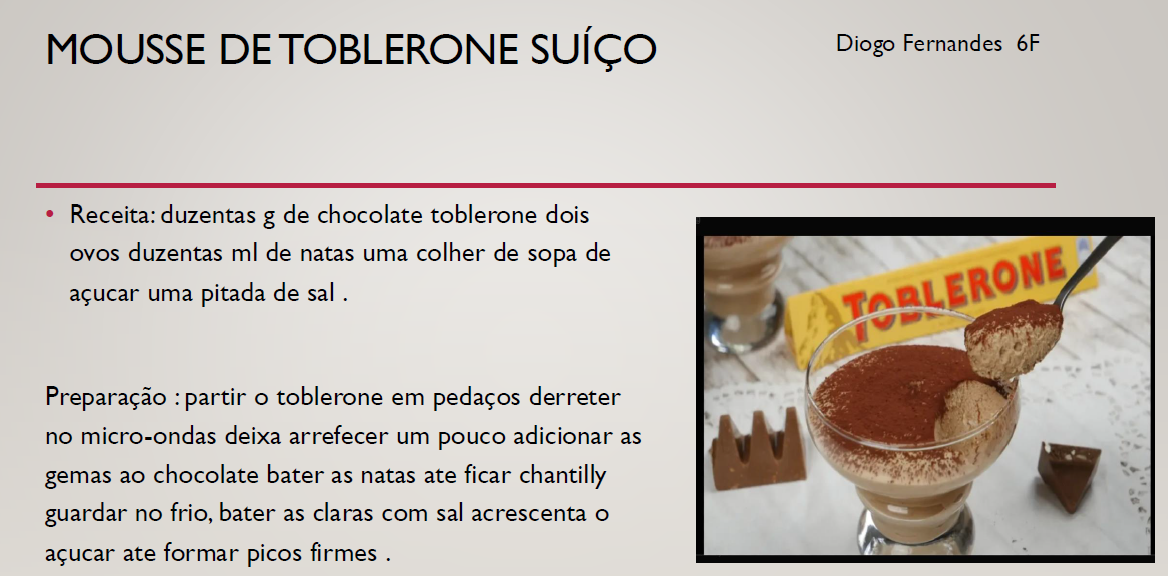 MOUSSE DE TOBLERONE SUÍÇO
Diogo Fernandes 6F
• Receita: duzentas g de chocolate toblerone dois
ovos duzentas ml de natas uma colher de sopa de
açucar uma pitada de sal .
Preparação : partir o toblerone em pedaços derreter
no micro-ondas deixa arrefecer um pouco adicionar as
gemas ao chocolate bater as natas ate ficar chantilly
guardar no frio, bater as claras com sal acrescenta o
açucar ate formar picos firmes .
TOBLERONE